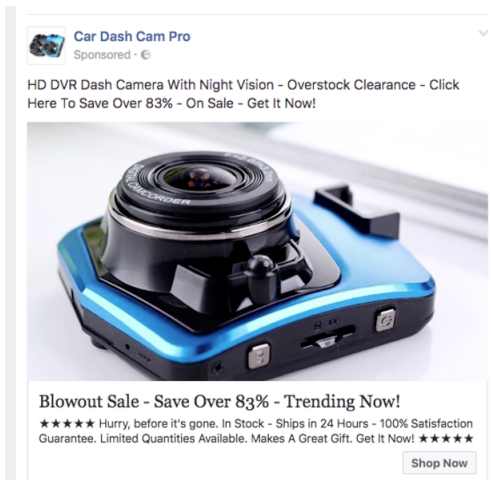 Car Dash Cam Pro
Sponsored ·
HD DVR Dash Camera With Night Vision - Overstock Clearance - Click
Here To Save Over 83% - On Sale - Get It Now!
DIGITAL CAMCORDER
Blowout Sale - Save Over 83% - Trending Now!
★★★★★ Hurry, before it's gone. In Stock - Ships in 24 Hours - 100% Satisfaction
Guarantee. Limited Quantities Available. Makes A Great Gift. Get It Now! ★★★★★
Shop Now